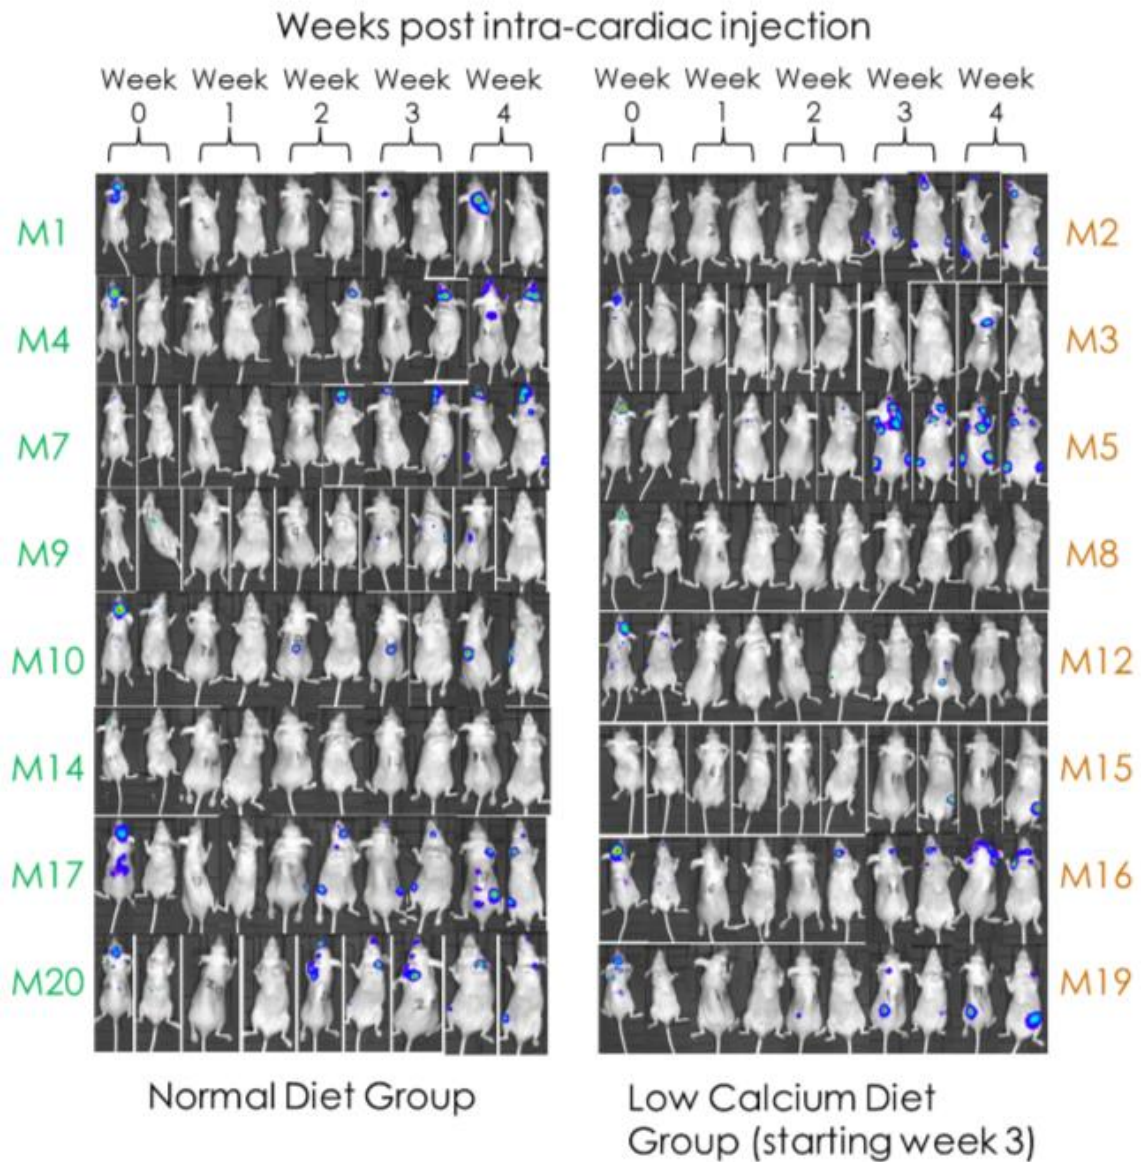 Weeks post intra-cardiac injection
Week Week Week Week Week Week Week Week Week Week
0 1 2 3 4 0 1 2 3 4
M1 M2
M4 M3
M7 M5
M9 M8
M10 M12
M14 M15
M17 M16
M20 M19
Normal Diet Group
Low Calcium Diet
Group (starting week 3)